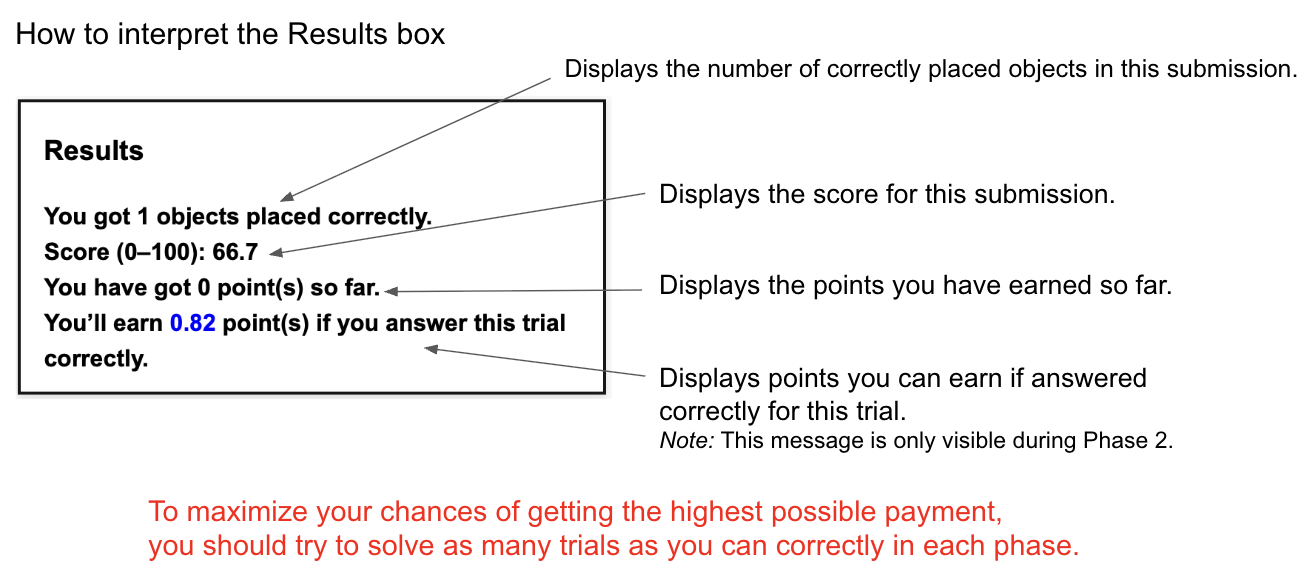 How to interpret the Results box
Displays the number of correctly placed objects in this submission.
Results
You got 1 objects placed correctly.
Score (0–100): 66.7
You have got 0 point(s) so far.
You’ll earn 0.82 point(s) if you answer this trial
correctly.
Displays the score for this submission.
Displays the points you have earned so far.
Displays points you can earn if answered
correctly for this trial.
Note: This message is only visible during Phase 2.
To maximize your chances of getting the highest possible payment,
you should try to solve as many trials as you can correctly in each phase.